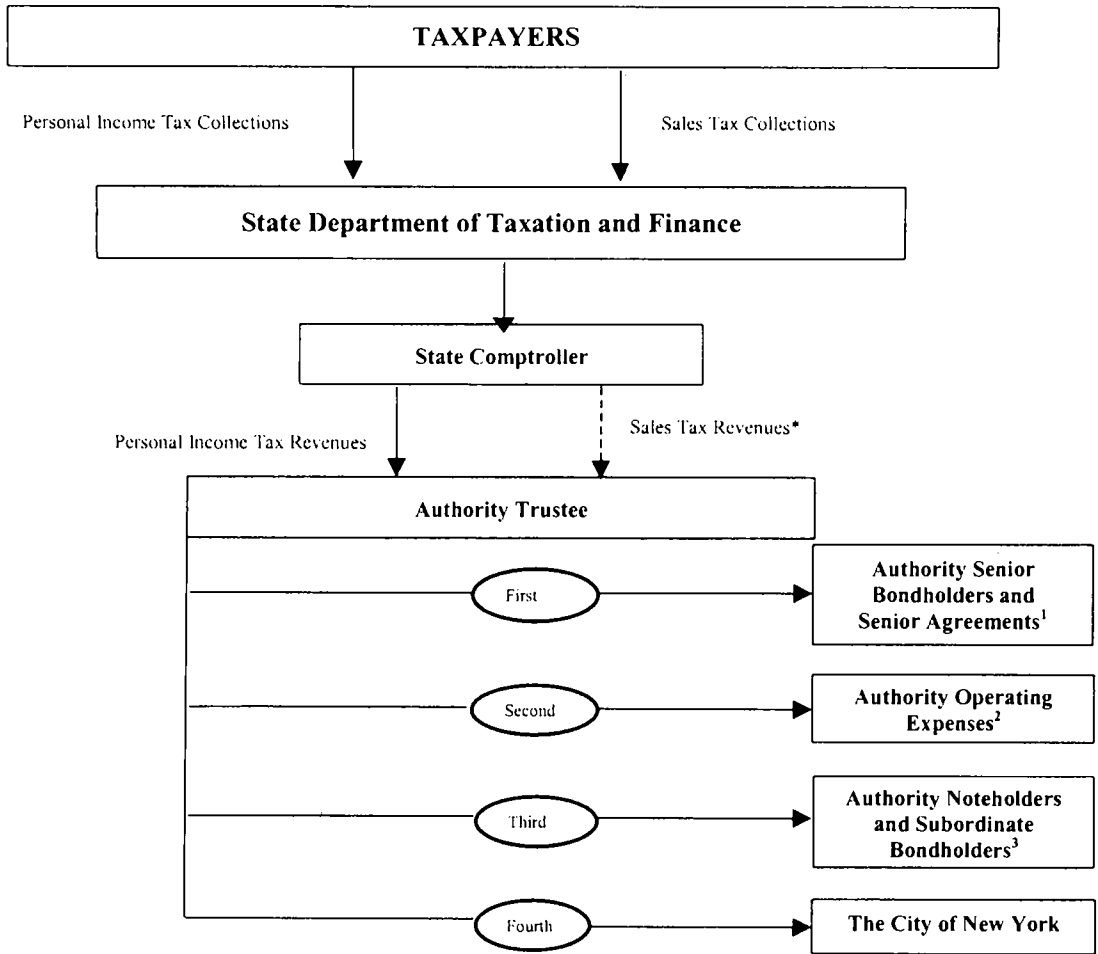 TAXPAYERS
Personal Income Tax Collections
Sales Tax Collections
State Department of Taxation and Finance
State Comptroller
Personal Income Tax Revenues
Sales Tax Revenues*
Authority Trustee
First
Authority Senior
Bondholders and
Senior Agreements¹
Second
Authority Operating
Expenses²
Third
Authority Noteholders
and Subordinate
Bondholders³
Fourth
The City of New York